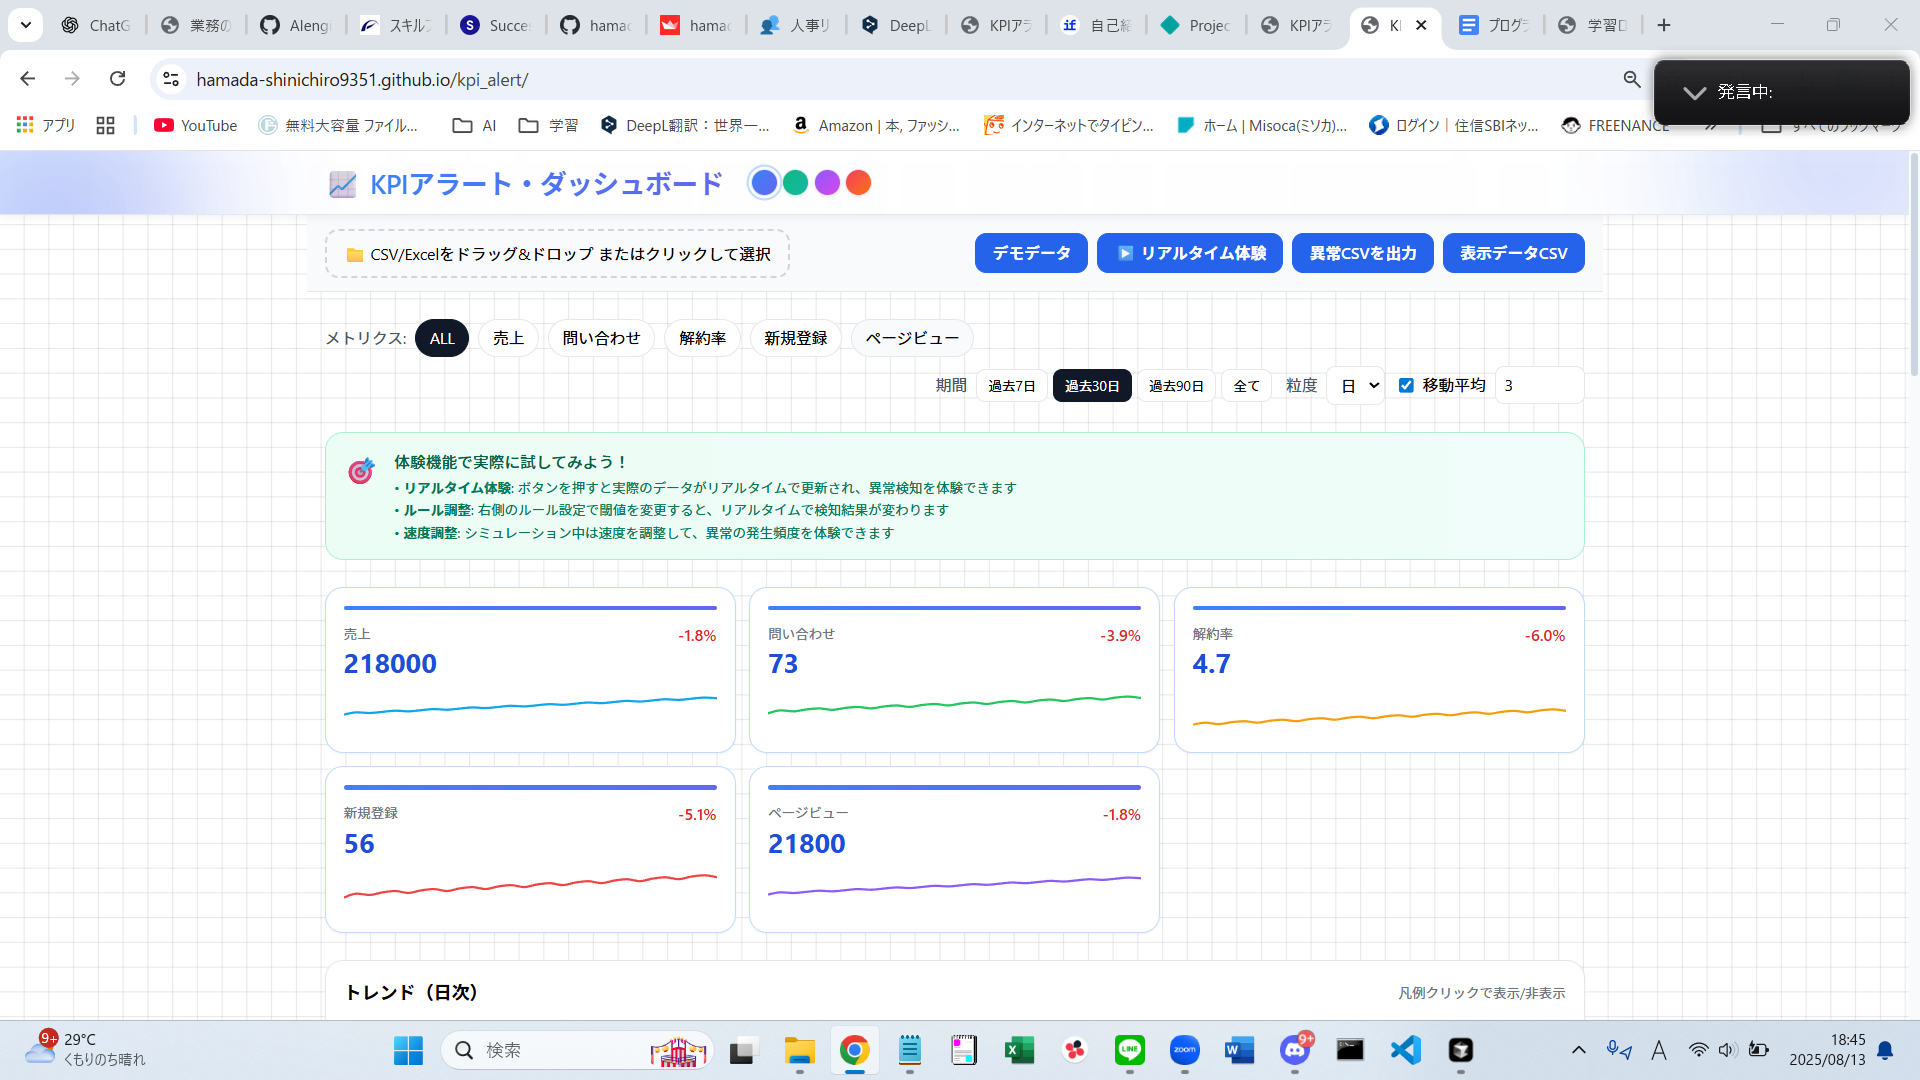 ChatG
業務の
Aleng
スキル
Succe
hama
hama
人事リ
DeepL
KPIアラ
自己紹
Projec
KPIアラ
KI
プログラ
学習ロ
hamada-shinichiro9351.github.io/kpi_alert/
発言中:
アプリ
YouTube
無料大容量 ファイル...
AI
学習
DeepL翻訳：世界一...
Amazon | 本, ファッシ...
インターネットでタイピン...
ホーム | Misoca(ミソカ)...
ログイン｜住信SBIネッ...
FREENANCE
すべてのブックマーク
KPIアラート・ダッシュボード
CSV/Excelをドラッグ&ドロップ またはクリックして選択
デモデータ
リアルタイム体験
異常CSVを出力
表示データCSV
メトリクス: ALL 売上 問い合わせ 解約率 新規登録 ページビュー
期間 過去7日 過去30日 過去90日 全て 粒度 日 移動平均 3
体験機能で実際に試してみよう！
• リアルタイム体験: ボタンを押すと実際のデータがリアルタイムで更新され、異常検知を体験できます
• ルール調整: 右側のルール設定で閾値を変更すると、リアルタイムで検知結果が変わります
• 速度調整: シミュレーション中は速度を調整して、異常の発生頻度を体験できます
売上 -1.8%
218000
問い合わせ -3.9%
73
解約率 -6.0%
4.7
新規登録 -5.1%
56
ページビュー -1.8%
21800
トレンド（日次）
凡例クリックで表示/非表示
9+
29°C
くもりのち晴れ
検索
LINE
zoom
9+
A
18:45
2025/08/13